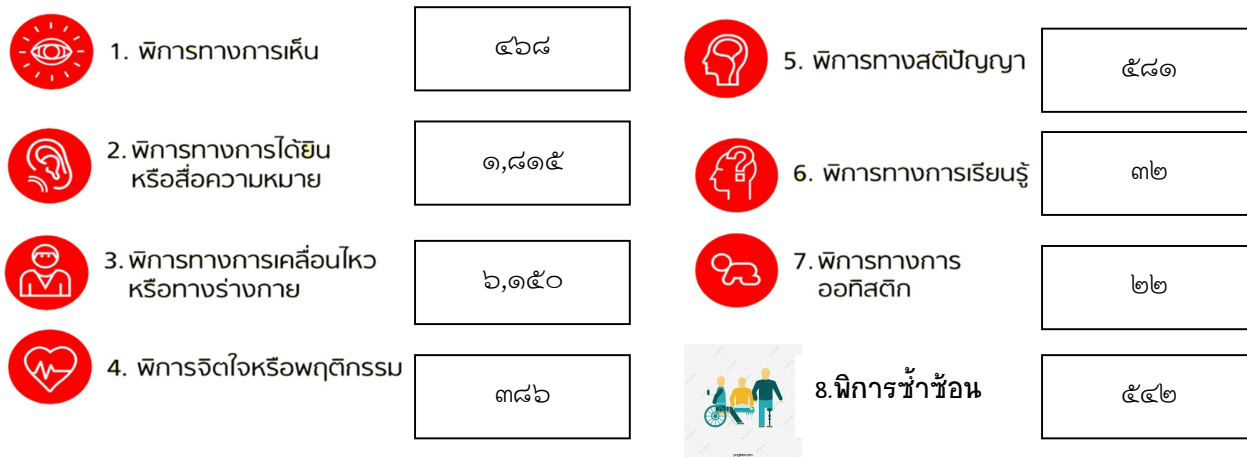 1. พิการทางการเห็น
๔๖๘
2. พิการทางการได้ยิน
หรือสื่อความหมาย
๑,๘๑๕
3. พิการทางการเคลื่อนไหว
หรือทางร่างกาย
๖,๑๕๐
4. พิการจิตใจหรือพฤติกรรม
๓๘๖
5. พิการทางสติปัญญา
๕๘๑
6. พิการทางการเรียนรู้
๓๒
7. พิการทางการ
ออทิสติก
๒๒
8.พิการซ้ำซ้อน
๕๔๒